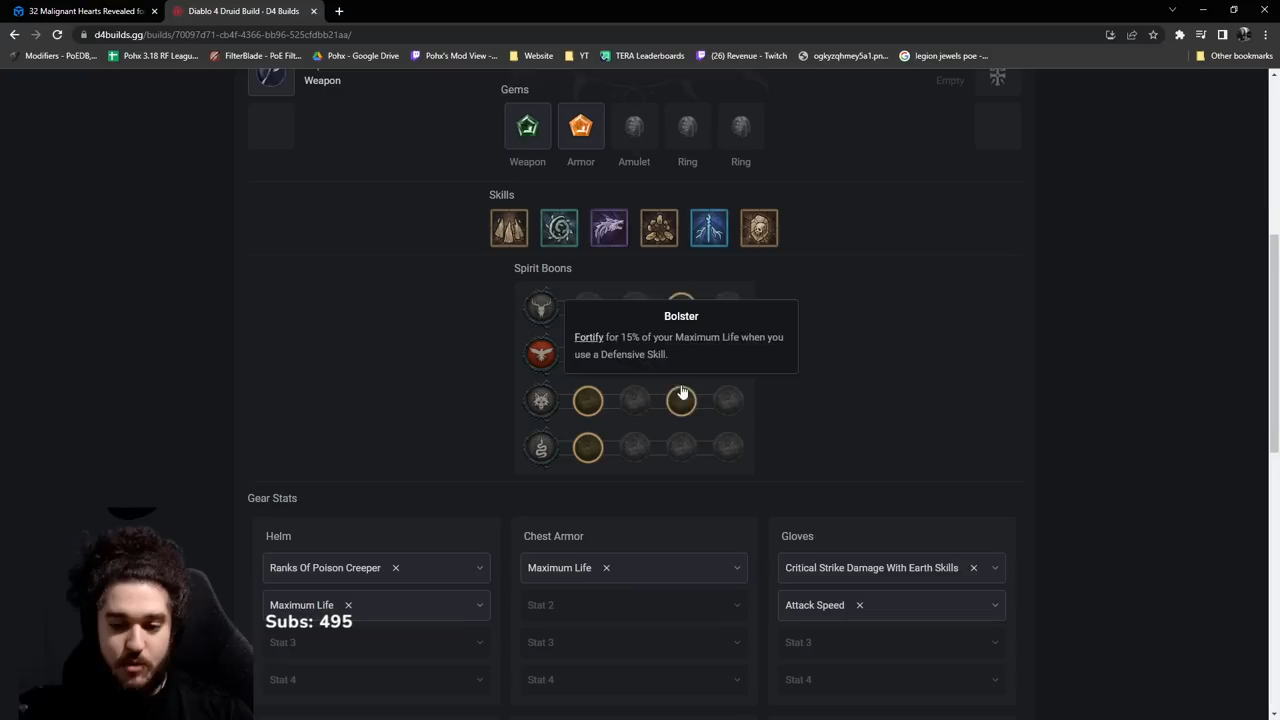 32 Malignant Hearts Revealed fo
Diablo 4 Druid Build - D4 Builds
d4builds.gg/builds/70097d71-cb4f-4366-bb96-525cfdbb21aa/
Modifiers - PoEDB,...
Pohx 3.18 RF Leagu...
FilterBlade - PoE Filt...
Pohx - Google Drive
Pohx's Mod View -...
Website
YT
TERA Leaderboards
(2) Revenue - Twitch
ogkyzqhmey5a1.pn...
legion jewels poe -...
Other bookmarks
Weapon
Empty
Gems
Weapon
Armor
Amulet
Ring
Ring
Skills
Spirit Boons
Bolster
Fortify for 15% of your Maximum Life when you
use a Defensive Skill.
Gear Stats
Helm
Chest Armor
Gloves
Ranks Of Poison Creeper
Maximum Life
Critical Strike Damage With Earth Skills
Maximum Life
Stat 2
Attack Speed
Subs: 495
Stat 3
Stat 3
Stat 3
Stat 4
Stat 4
Stat 4